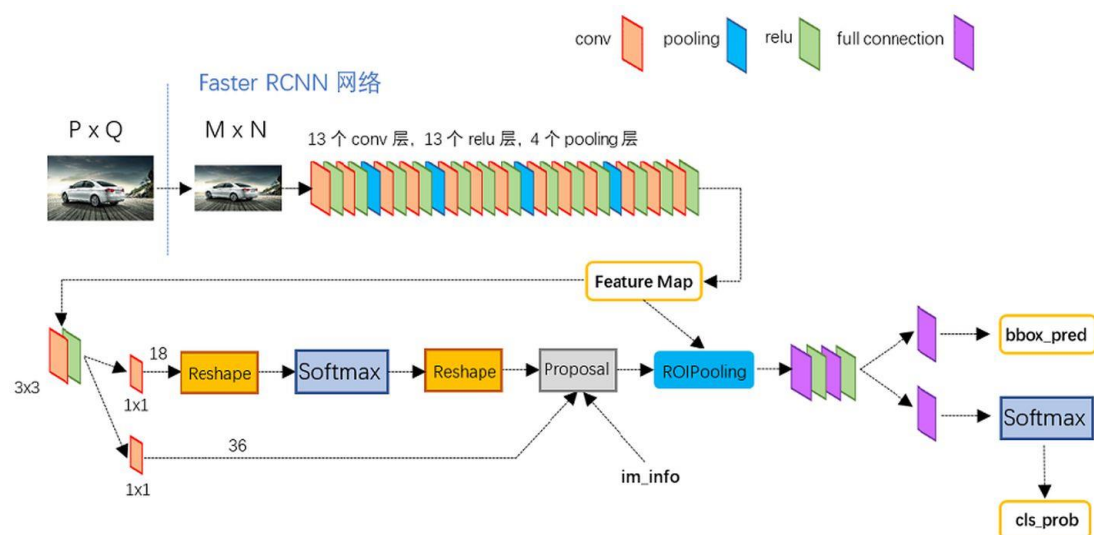 conv pooling relu full connection
Faster RCNN 网络
P x Q
M x N
13 个 conv 层，13 个 relu 层，4 个 pooling 层
Feature Map
3x3
18
1x1
Reshape
Softmax
Reshape
Proposal
ROIPooling
bbox_pred
Softmax
36
1x1
im_info
cls_prob